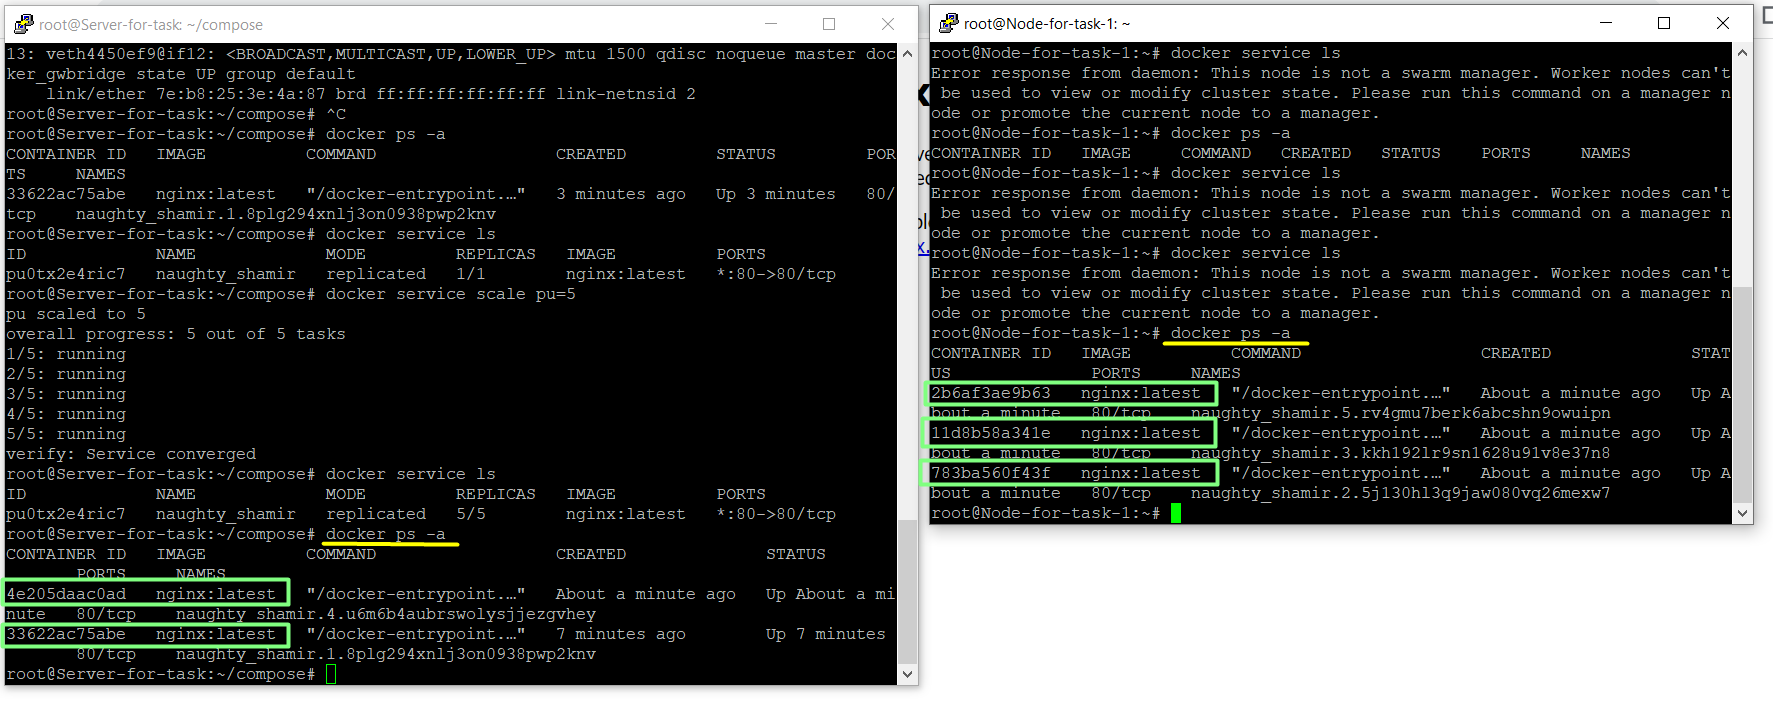 root@Server-for-task: ~/compose
13: veth4450ef9@if12: <BROADCAST,MULTICAST,UP,LOWER_UP> mtu 1500 qdisc noqueue master doc
ker_gwbridge state UP group default
    link/ether 7e:b8:25:3e:4a:87 brd ff:ff:ff:ff:ff:ff link-netnsid 2
root@Server-for-task:~/compose# ^C
root@Server-for-task:~/compose# docker ps -a
CONTAINER ID   IMAGE          COMMAND                  CREATED         STATUS         POR
TS     NAMES
33622ac75abe   nginx:latest   "/docker-entrypoint.…"   3 minutes ago   Up 3 minutes   80/
tcp    naughty_shamir.1.8plg294xnlj3on0938pwp2knv
root@Server-for-task:~/compose# docker service ls
ID             NAME             MODE         REPLICAS   IMAGE          PORTS
pu0tx2e4ric7   naughty_shamir   replicated   1/1        nginx:latest   *:80->80/tcp
root@Server-for-task:~/compose# docker service scale pu=5
pu scaled to 5
overall progress: 5 out of 5 tasks
1/5: running
2/5: running
3/5: running
4/5: running
5/5: running
verify: Service converged
root@Server-for-task:~/compose# docker service ls
ID             NAME             MODE         REPLICAS   IMAGE          PORTS
pu0tx2e4ric7   naughty_shamir   replicated   5/5        nginx:latest   *:80->80/tcp
root@Server-for-task:~/compose# docker ps -a
CONTAINER ID   IMAGE          COMMAND                  CREATED              STATUS
       PORTS     NAMES
4e205daac0ad   nginx:latest   "/docker-entrypoint.…"   About a minute ago   Up About a mi
nute   80/tcp    naughty_shamir.4.u6m6b4aubrswolysjjezgvhey
33622ac75abe   nginx:latest   "/docker-entrypoint.…"   7 minutes ago        Up 7 minutes
       80/tcp    naughty_shamir.1.8plg294xnlj3on0938pwp2knv
root@Server-for-task:~/compose#
root@Node-for-task-1: ~
root@Node-for-task-1:~# docker service ls
Error response from daemon: This node is not a swarm manager. Worker nodes can't
 be used to view or modify cluster state. Please run this command on a manager n
ode or promote the current node to a manager.
root@Node-for-task-1:~# docker ps -a
CONTAINER ID   IMAGE     COMMAND   CREATED   STATUS    PORTS     NAMES
root@Node-for-task-1:~# docker service ls
Error response from daemon: This node is not a swarm manager. Worker nodes can't
 be used to view or modify cluster state. Please run this command on a manager n
ode or promote the current node to a manager.
root@Node-for-task-1:~# docker service ls
Error response from daemon: This node is not a swarm manager. Worker nodes can't
 be used to view or modify cluster state. Please run this command on a manager n
ode or promote the current node to a manager.
root@Node-for-task-1:~# docker ps -a
CONTAINER ID   IMAGE          COMMAND                  CREATED              STAT
US              PORTS     NAMES
2b6af3ae9b63   nginx:latest   "/docker-entrypoint.…"   About a minute ago   Up A
bout a minute   80/tcp    naughty_shamir.5.rv4gmu7berk6abcshn9owuipn
11d8b58a341e   nginx:latest   "/docker-entrypoint.…"   About a minute ago   Up A
bout a minute   80/tcp    naughty_shamir.3.kkh192lr9sn1628u91v8e37n8
783ba560f43f   nginx:latest   "/docker-entrypoint.…"   About a minute ago   Up A
bout a minute   80/tcp    naughty_shamir.2.5j130hl3q9jaw080vq26mexw7
root@Node-for-task-1:~#